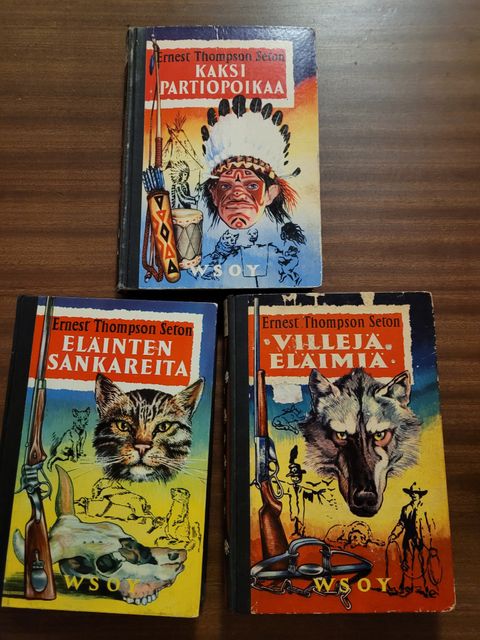 Ernest Thompson Seton
KAKSI
PARTIOPOIKAA
WSOY
Ernest Thompson Seton
ELÄINTEN
SANKAREITA
WSOY
Ernest Thompson Seton
VILLEJÄ
ELÄIMIÄ
WSOY